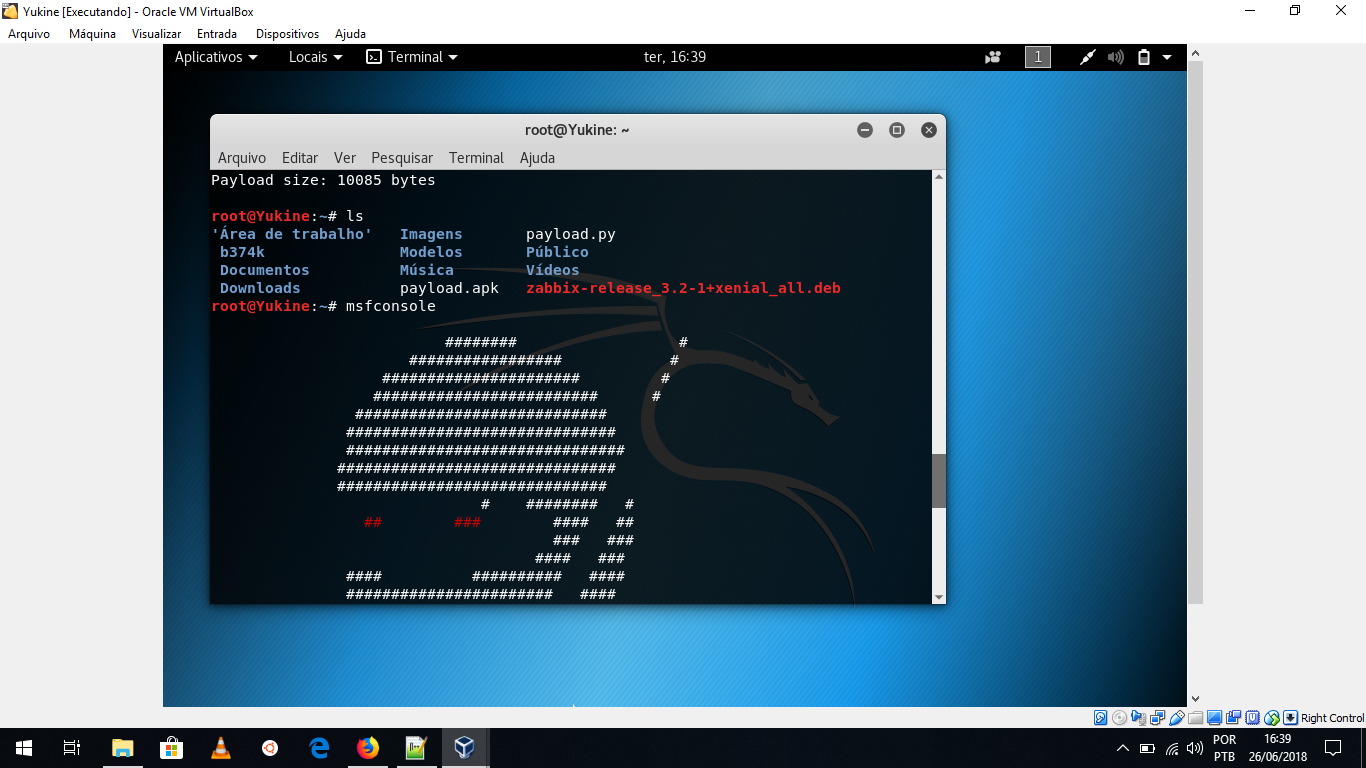 Yukine [Executando] - Oracle VM VirtualBox
Arquivo Máquina Visualizar Entrada Dispositivos Ajuda
Aplicativos Locais Terminal ter, 16:39 1
root@Yukine: ~
Arquivo Editar Ver Pesquisar Terminal Ajuda
Payload size: 10085 bytes
root@Yukine:~# ls
'Área de trabalho' Imagens payload.py
b374k Modelos Público
Documentos Música Vídeos
Downloads payload.apk zabbix-release_3.2-1+xenial_all.deb
root@Yukine:~# msfconsole
######## #
################# #
###################### #
######################### #
############################
##############################
###############################
###############################
##############################
# ######## #
## ### #### ##
### ###
#### ###
#### ########## ####
####################### ####
Right Control
POR 16:39
PTB 26/06/2018